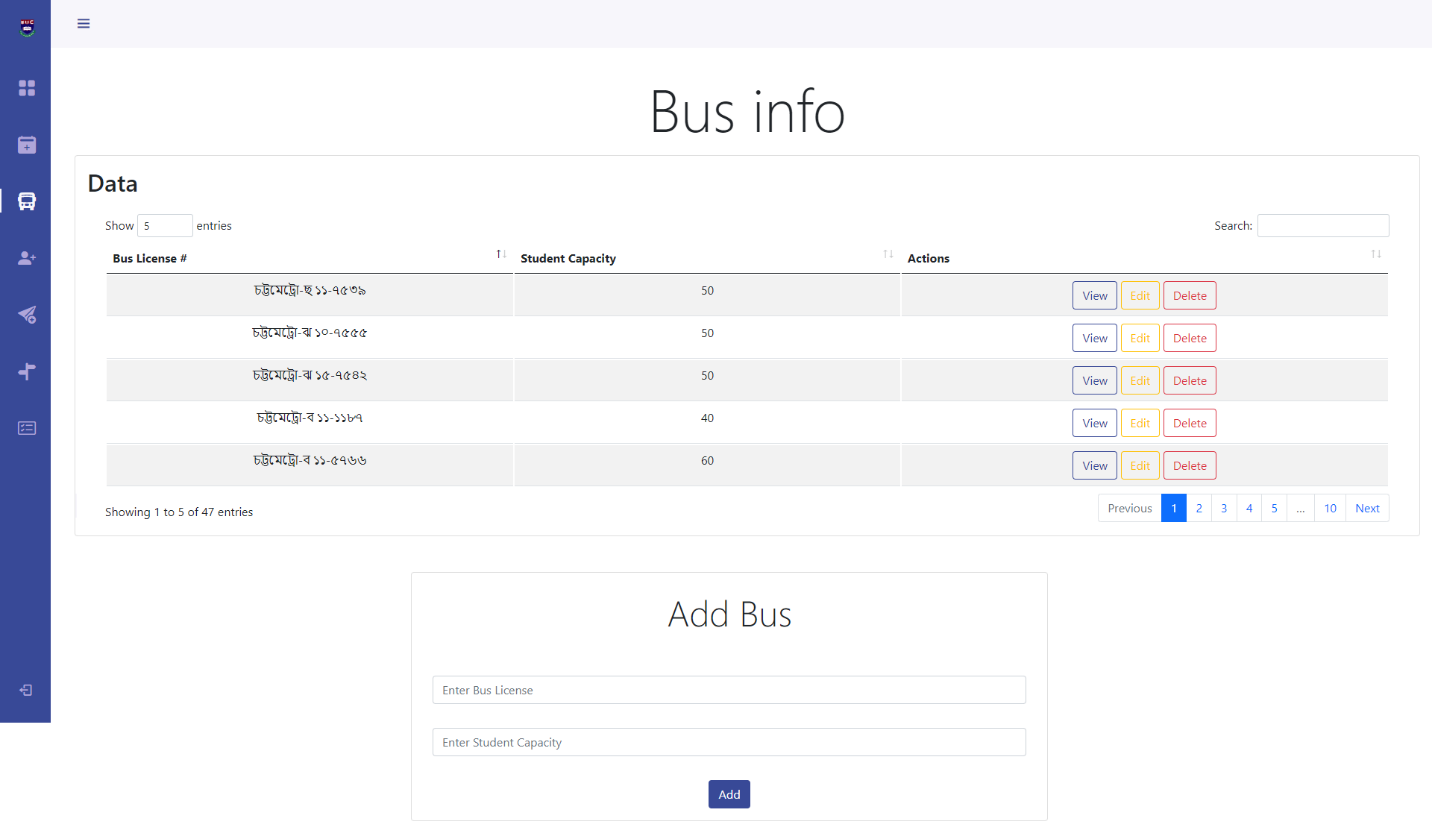 BUC
Bus info
Data
Show 5 entries
Search:
Bus License # Student Capacity Actions
চট্টমেট্রো-ছ ১১-৭৫৩৯ 50 View Edit Delete
চট্টমেট্রো-ঝ ১০-৭৫৫৫ 50 View Edit Delete
চট্টমেট্রো-ঝ ১৫-৭৫৪২ 50 View Edit Delete
চট্টমেট্রো-ব ১১-১১৮৭ 40 View Edit Delete
চট্টমেট্রো-ব ১১-৫৭৬৬ 60 View Edit Delete
Showing 1 to 5 of 47 entries
Previous 1 2 3 4 5 ... 10 Next
Add Bus
Enter Bus License
Enter Student Capacity
Add